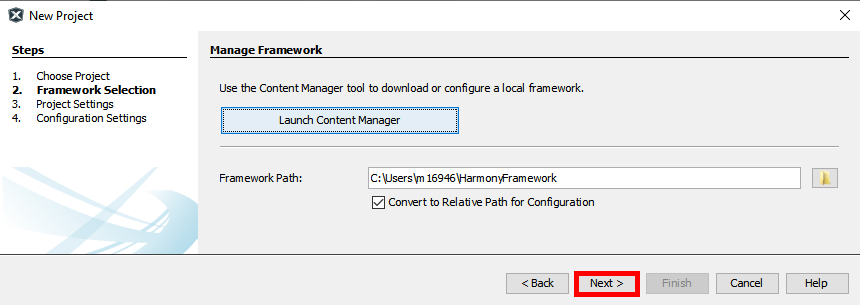 New Project
Steps
1. Choose Project
2. Framework Selection
3. Project Settings
4. Configuration Settings
Manage Framework
Use the Content Manager tool to download or configure a local framework.
Launch Content Manager
Framework Path: C:\Users\m16946\HarmonyFramework
Convert to Relative Path for Configuration
< Back Next > Finish Cancel Help